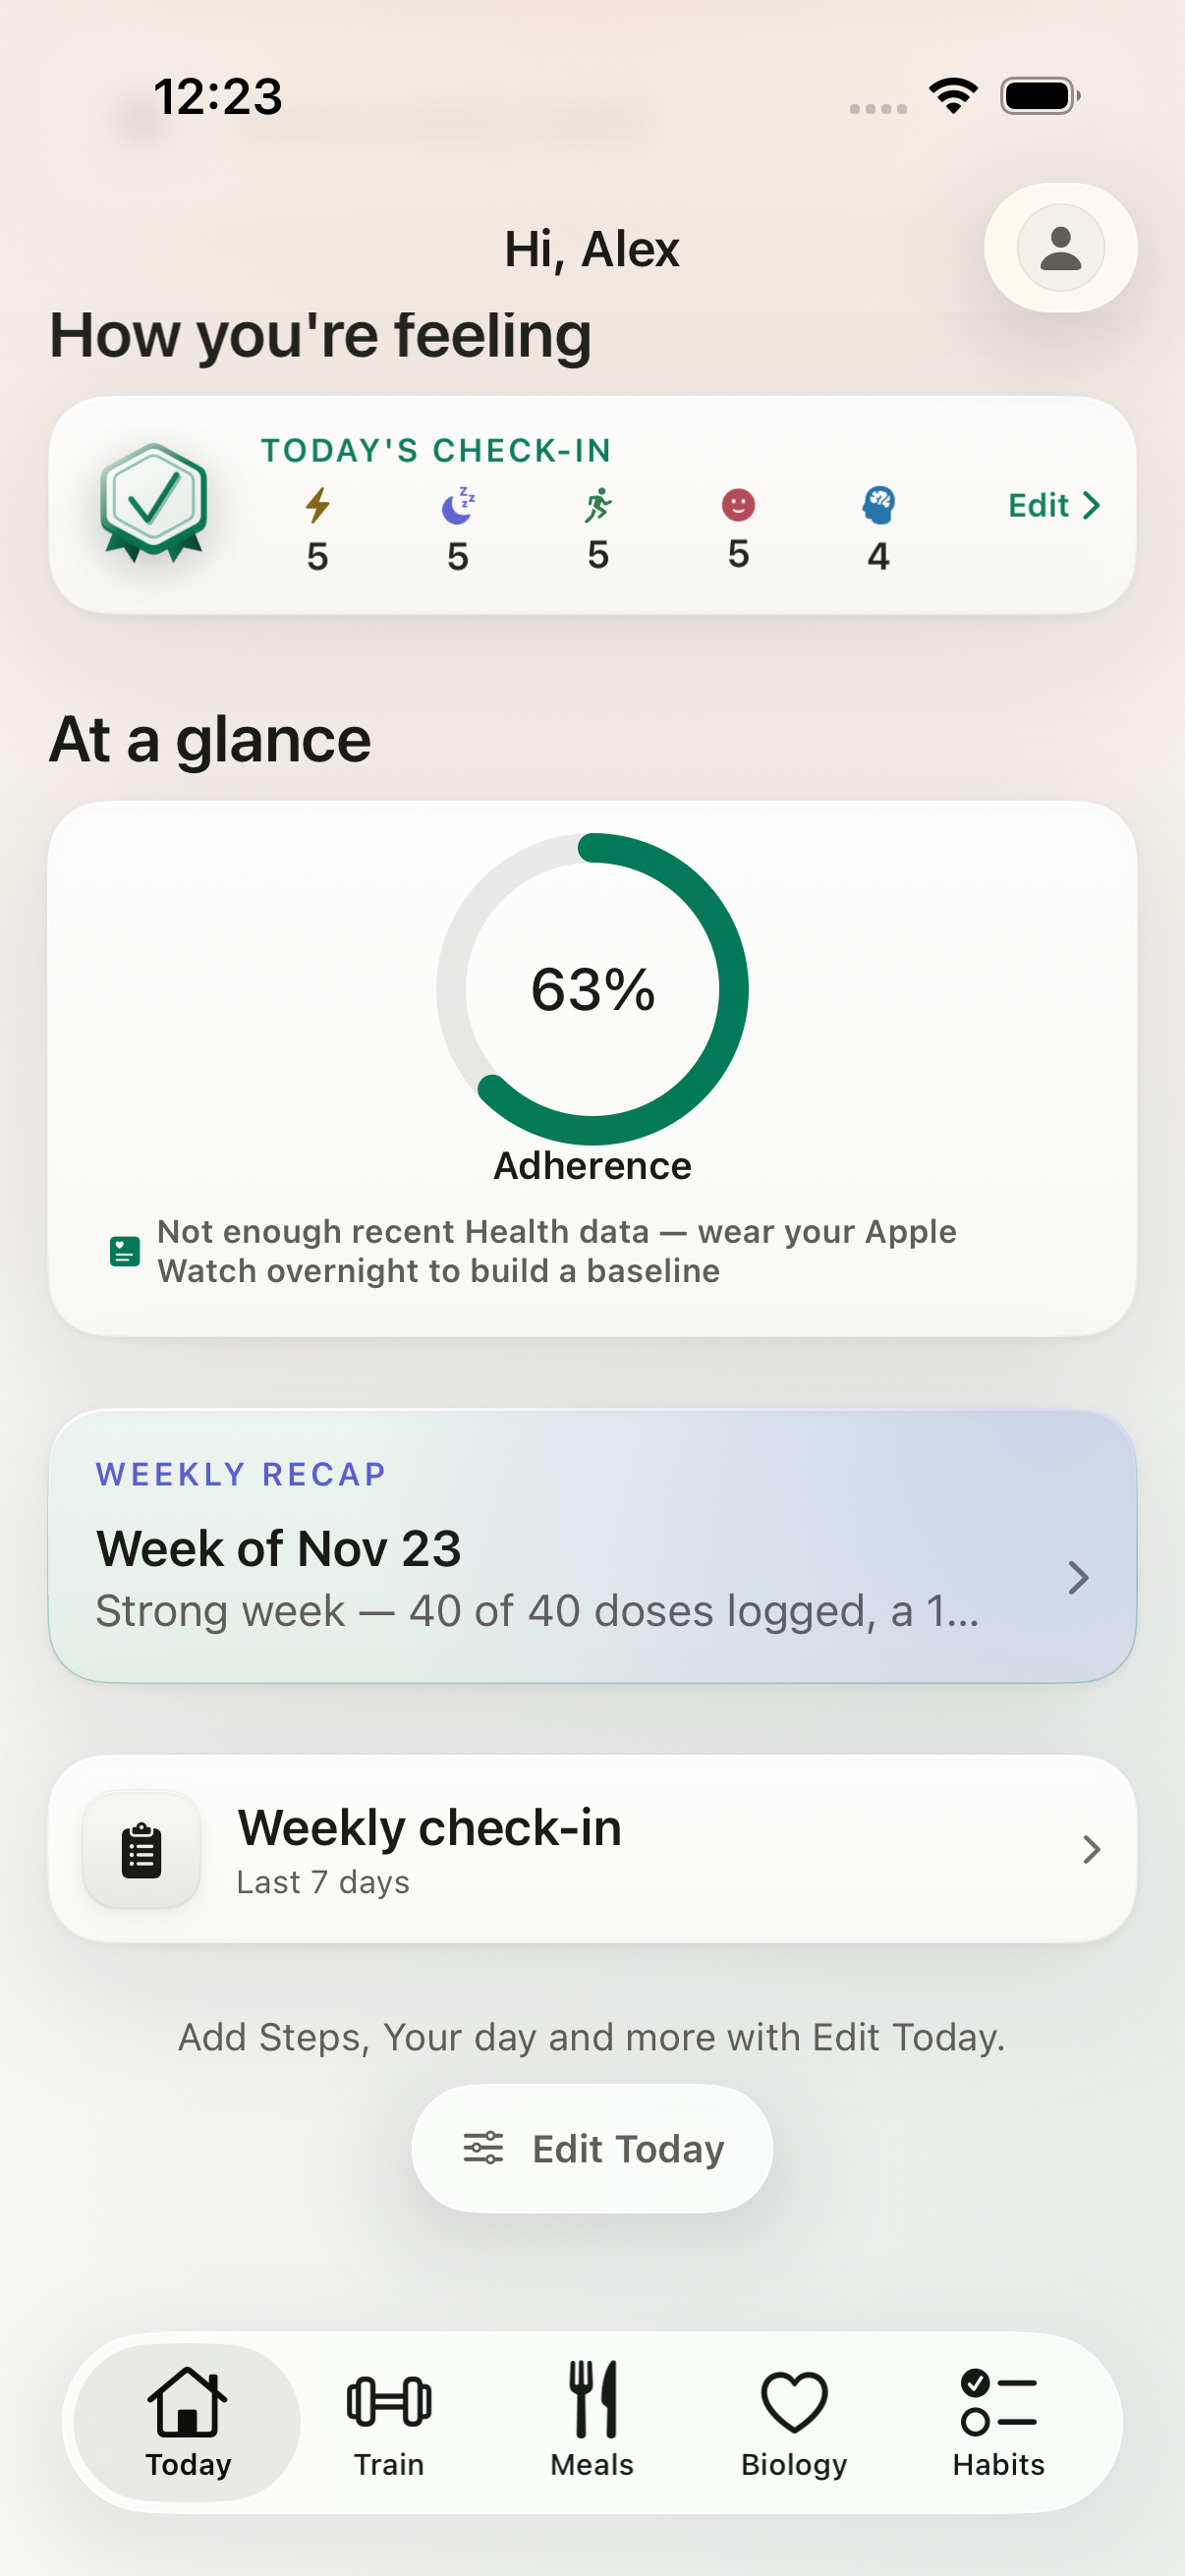 12:23
Hi, Alex
How you're feeling
TODAY'S CHECK-IN
5 5 5 5 4
Edit
At a glance
63%
Adherence
Not enough recent Health data — wear your Apple
Watch overnight to build a baseline
WEEKLY RECAP
Week of Nov 23
Strong week — 40 of 40 doses logged, a 1...
Weekly check-in
Last 7 days
Add Steps, Your day and more with Edit Today.
Edit Today
Today Train Meals Biology Habits